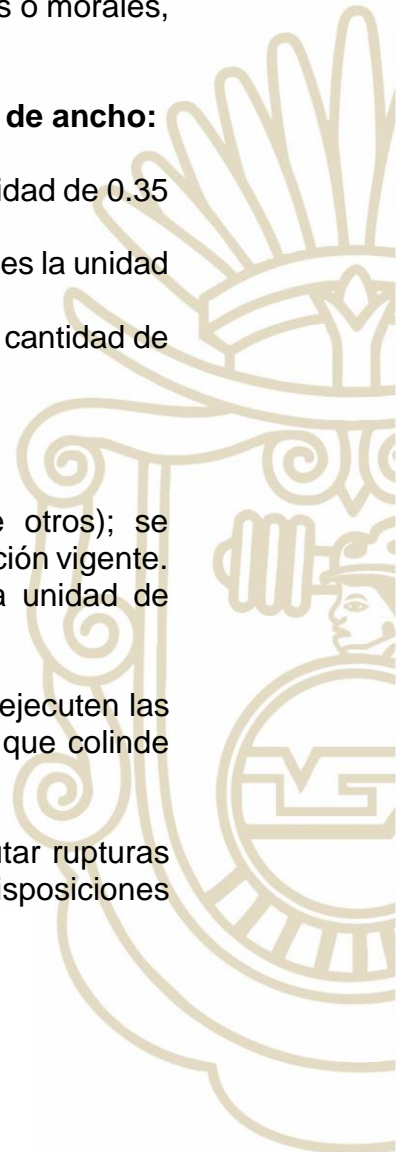 s o morales,
de ancho:
idad de 0.35
es la unidad
cantidad de
e otros); se
ción vigente.
a unidad de
ejecuten las
que colinde
utar rupturas
isposiciones